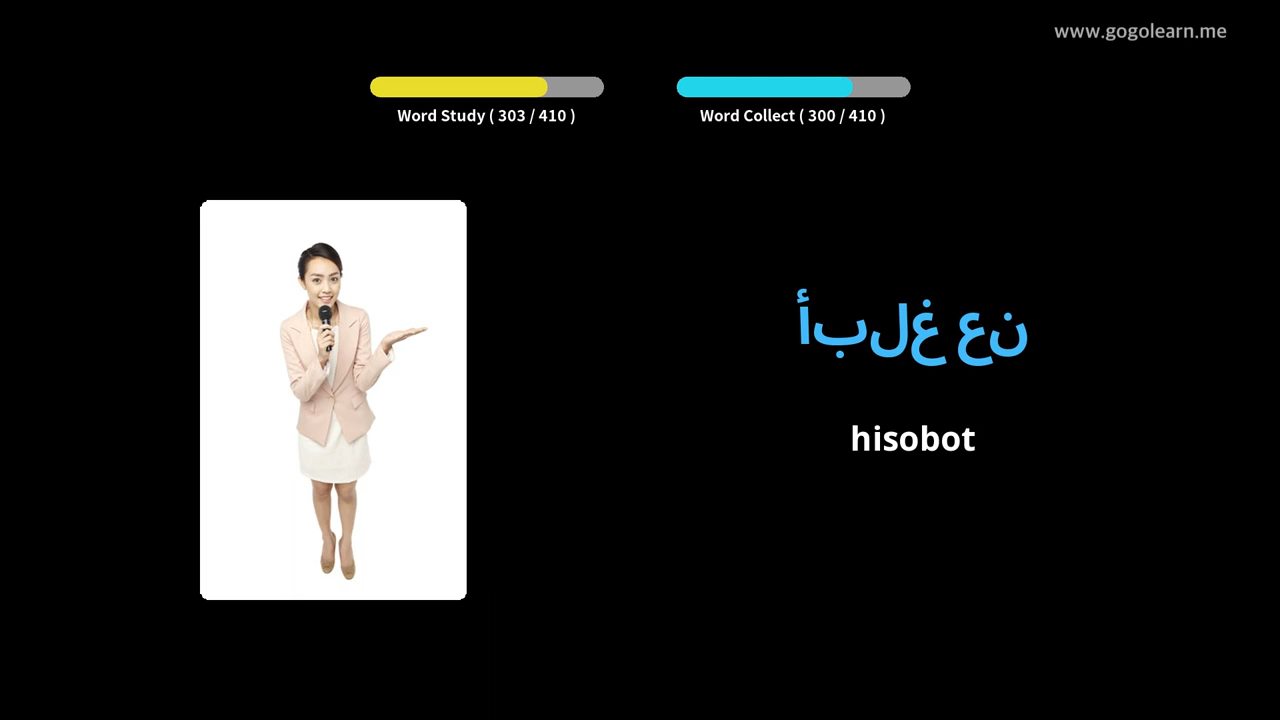 www.gogolearn.me
Word Study ( 303 / 410 )
Word Collect ( 300 / 410 )
أبلغ عن
hisobot